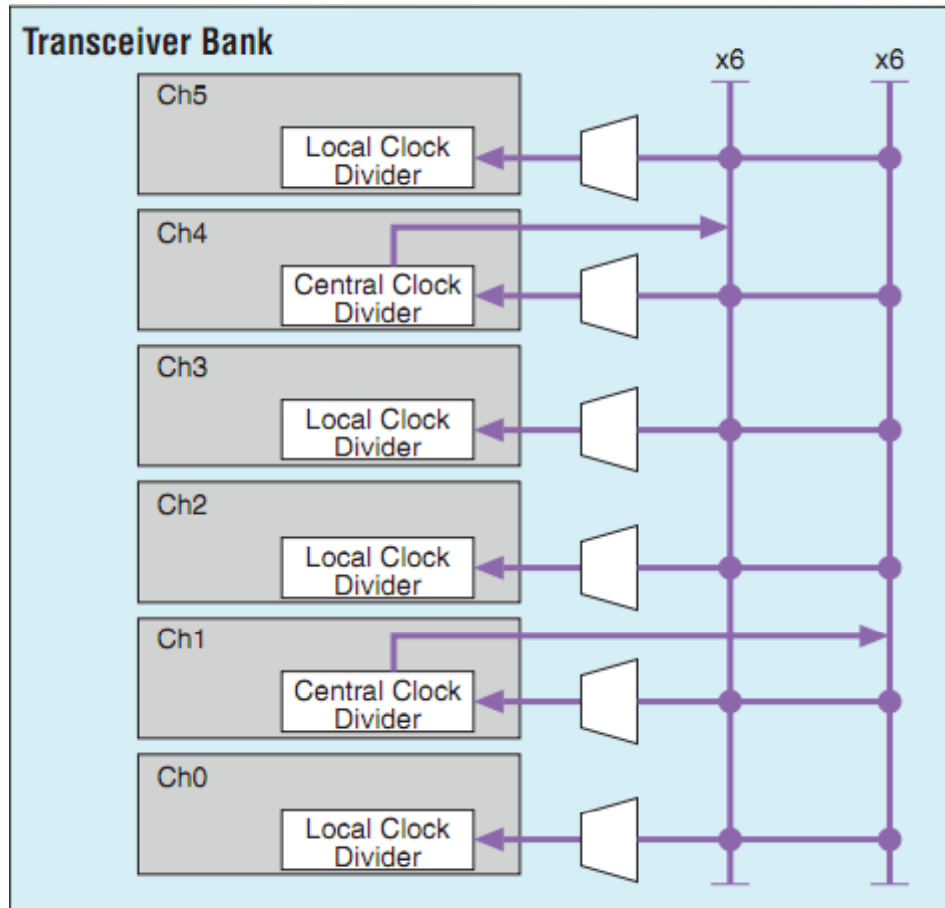 Transceiver Bank
x6
x6
Ch5
Local Clock
Divider
Ch4
Central Clock
Divider
Ch3
Local Clock
Divider
Ch2
Local Clock
Divider
Ch1
Central Clock
Divider
Ch0
Local Clock
Divider